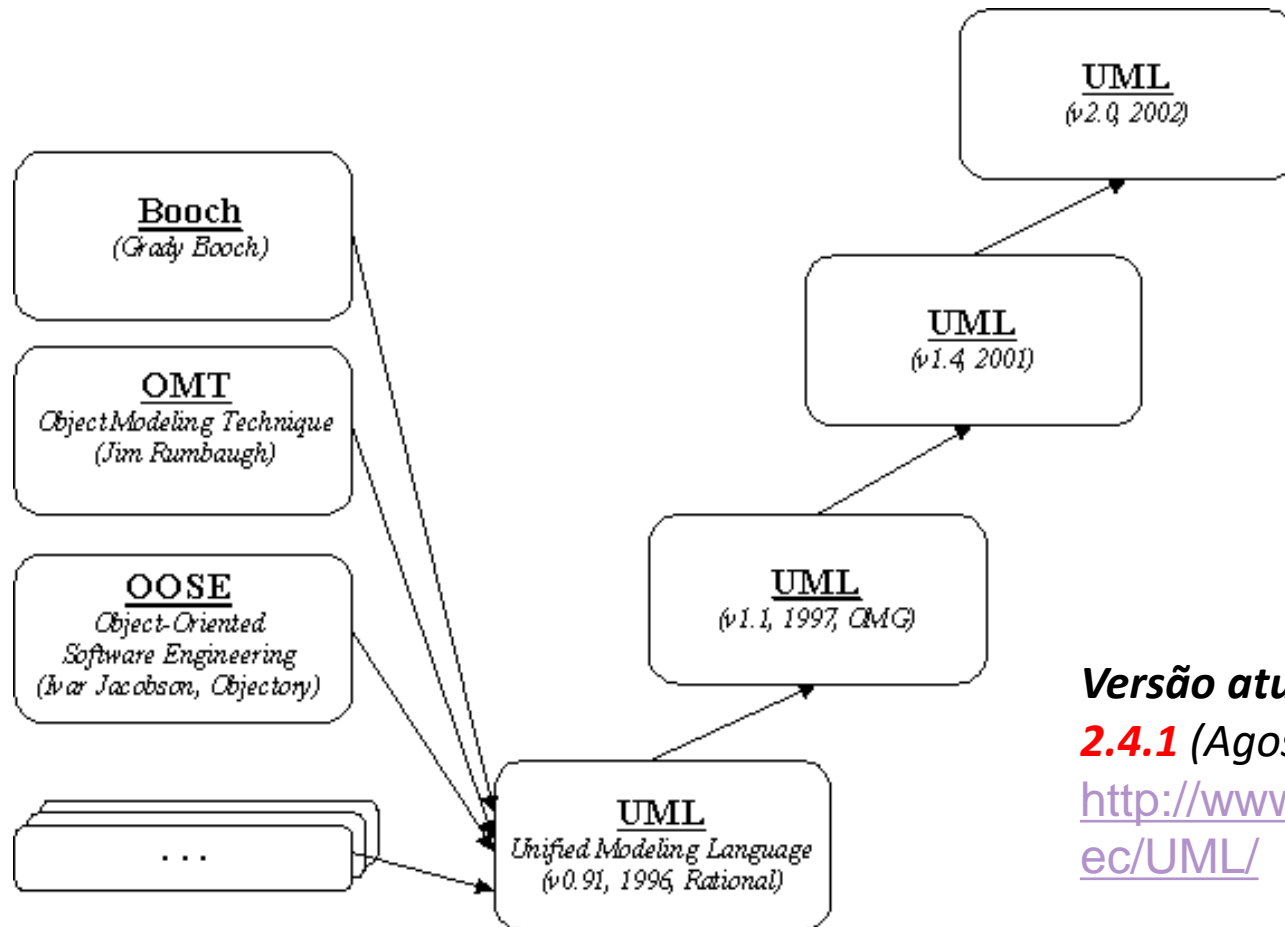 UML
(v2.0, 2002)
Booch
(Grady Booch)
UML
(v1.4, 2001)
OMT
Object Modeling Technique
(Jim Rumbaugh)
UML
(v1.1, 1997, OMG)
OOSE
Object-Oriented
Software Engineering
(Ivar Jacobson, Objectory)
Versão atu
2.4.1 (Agos
http://www
ec/UML/
UML
Unified Modeling Language
(v0.91, 1996, Rational)
. . .